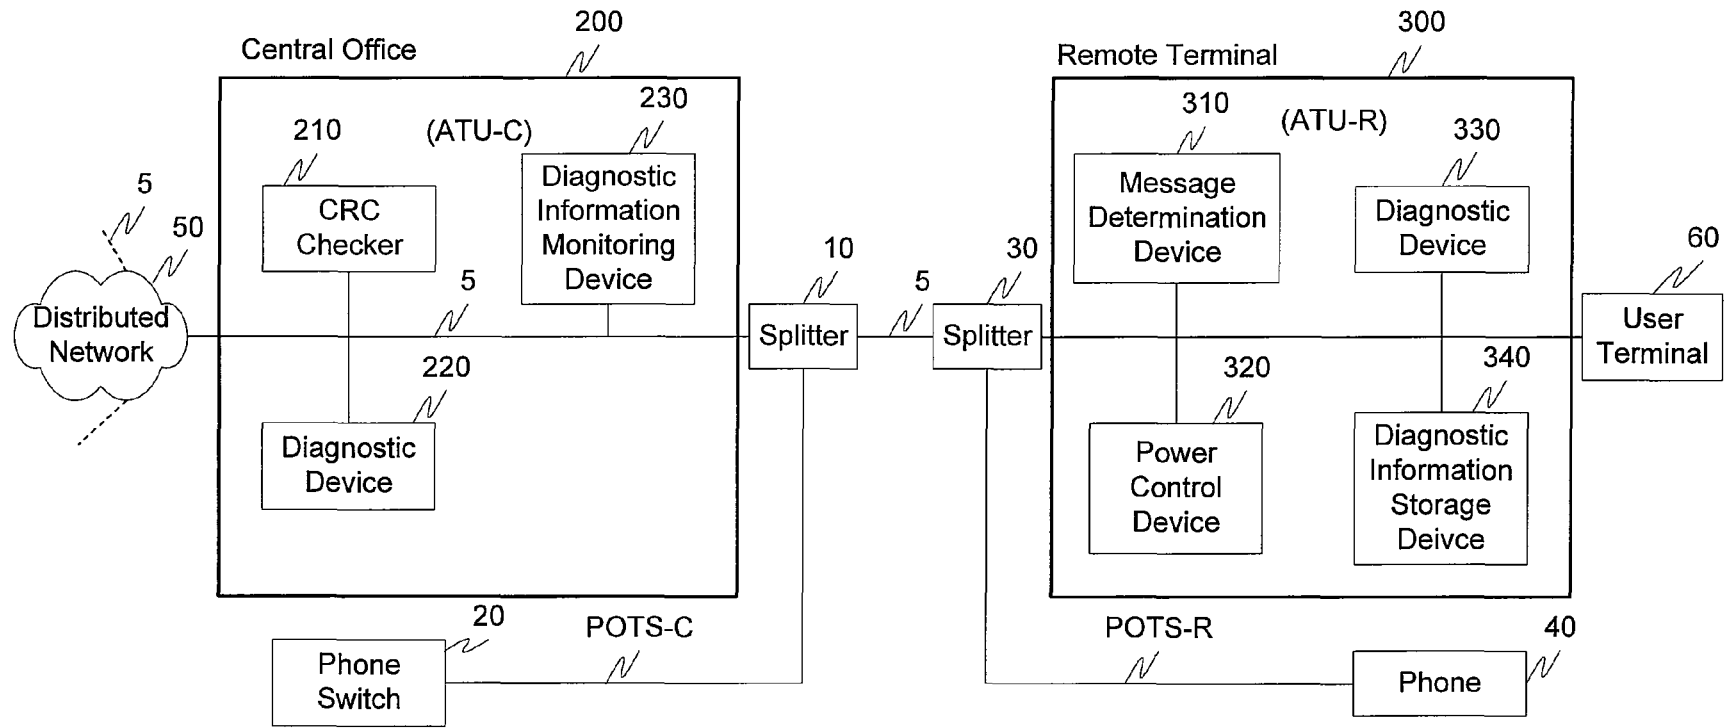 200
Central Office
300
Remote Terminal
230
210
(ATU-C)
310
(ATU-R)
330
5
50
CRC
Checker
Diagnostic
Information
Monitoring
Device
Message
Determination
Device
Diagnostic
Device
10
5
30
60
5
Distributed
Network
Splitter
Splitter
User
Terminal
220
320
340
Diagnostic
Device
Power
Control
Device
Diagnostic
Information
Storage
Deivce
20
POTS-C
POTS-R
40
Phone
Switch
Phone